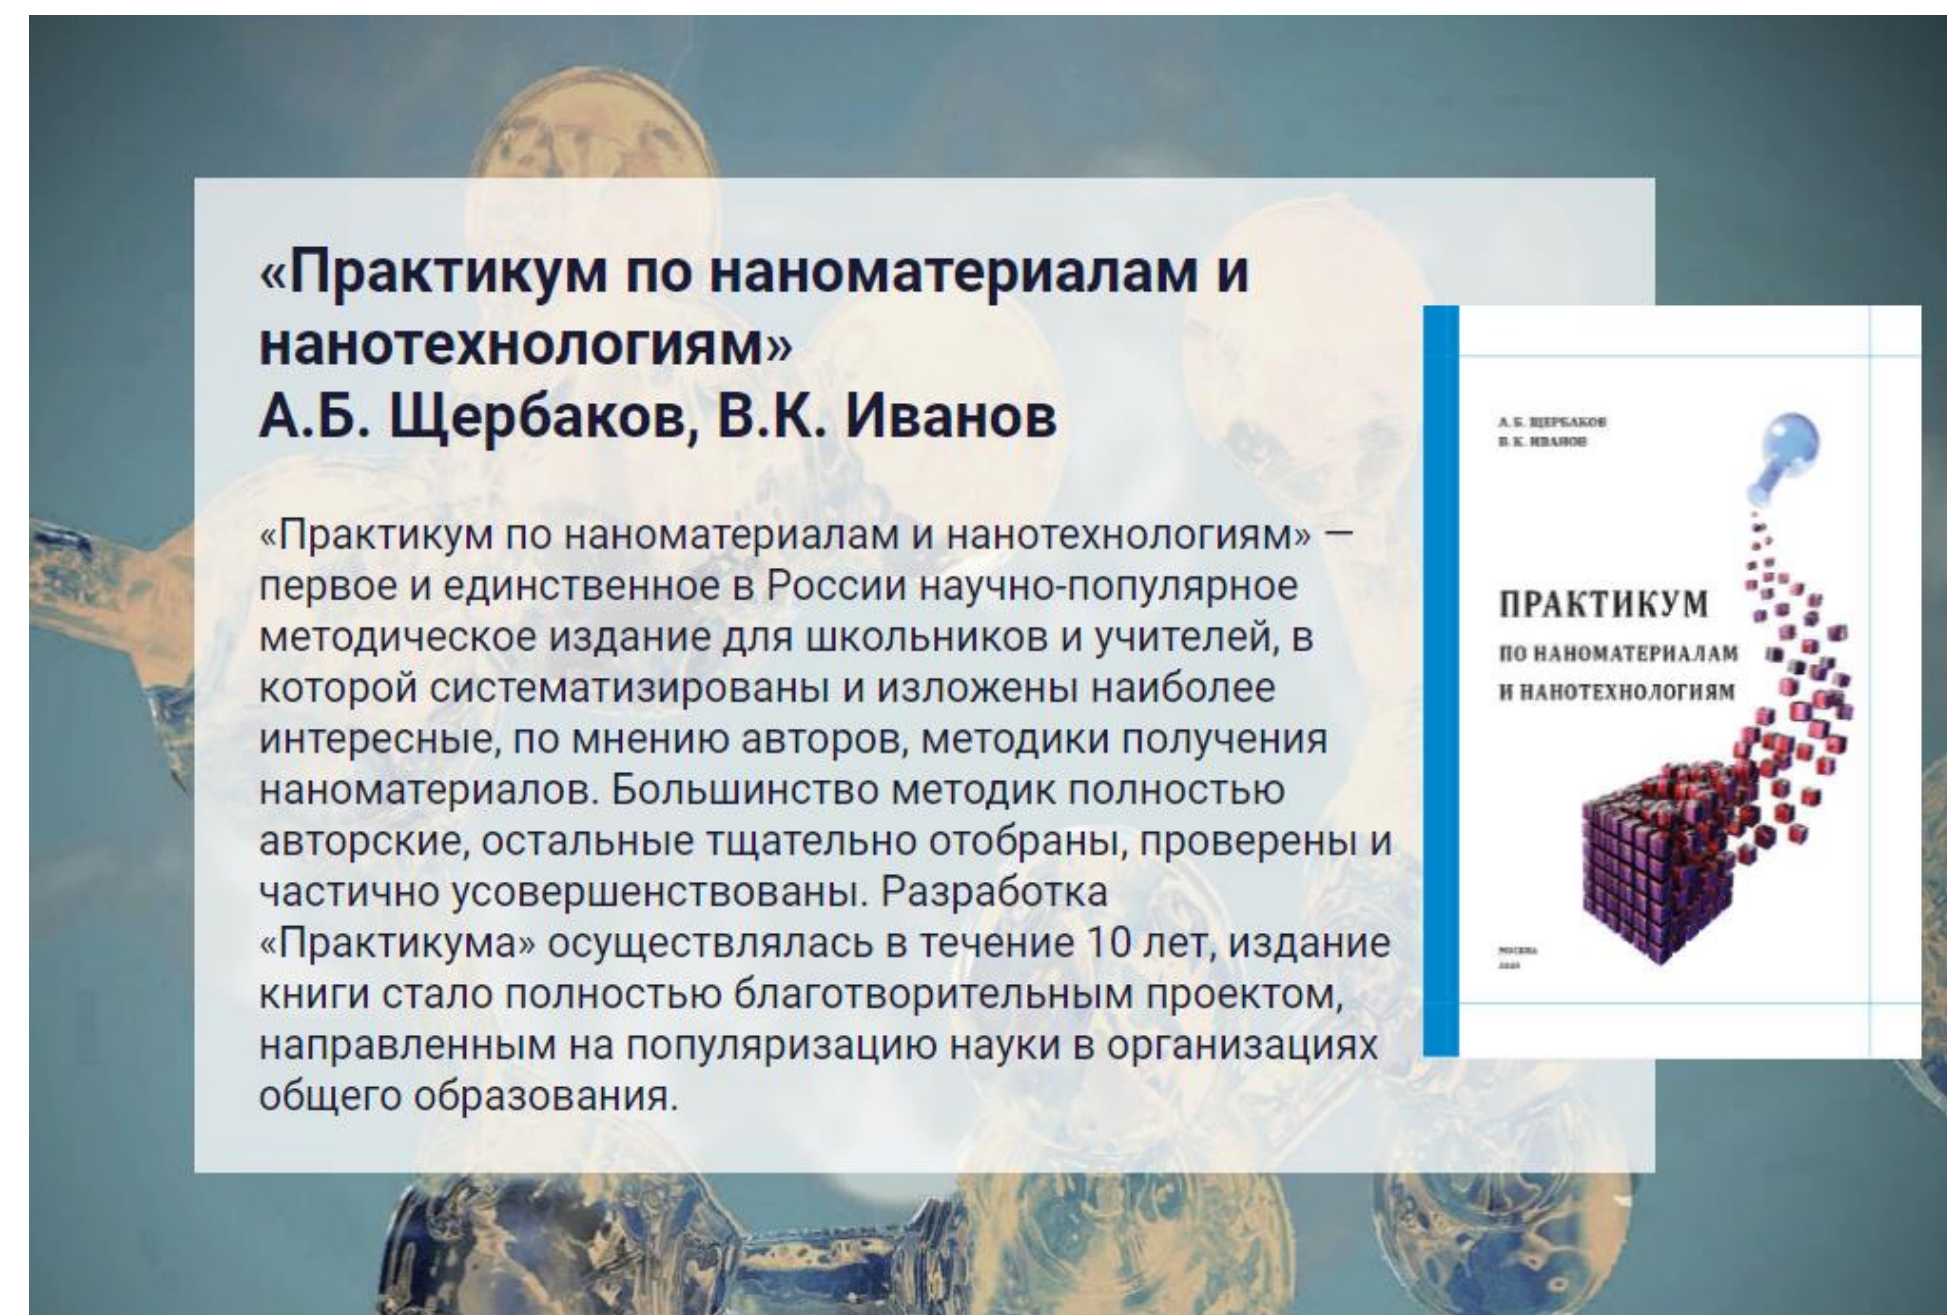 «Практикум по наноматериалам и
нанотехнологиям»
А.Б. Щербаков, В.К. Иванов
«Практикум по наноматериалам и нанотехнологиям» —
первое и единственное в России научно-популярное
методическое издание для школьников и учителей, в
которой систематизированы и изложены наиболее
интересные, по мнению авторов, методики получения
наноматериалов. Большинство методик полностью
авторские, остальные тщательно отобраны, проверены и
частично усовершенствованы. Разработка
«Практикума» осуществлялась в течение 10 лет, издание
книги стало полностью благотворительным проектом,
направленным на популяризацию науки в организациях
общего образования.
А. Б. ЩЕРБАКОВ
В. К. ИВАНОВ
ПРАКТИКУМ
ПО НАНОМАТЕРИАЛАМ
И НАНОТЕХНОЛОГИЯМ
МОСКВА